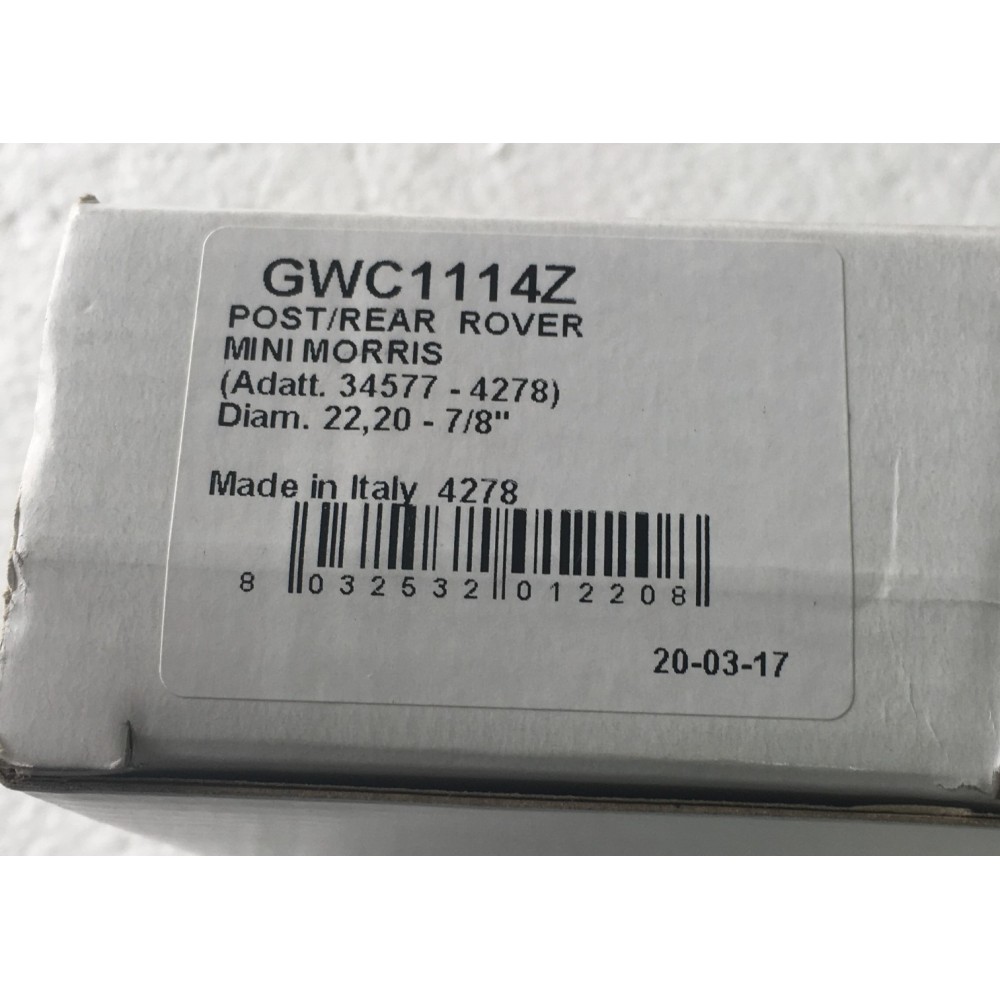 GWC1114Z
POST/REAR ROVER
MINI MORRIS
(Adatt. 34577 - 4278)
Diam. 22,20 - 7/8"
Made in Italy 4278
8 032532 012208
20-03-17